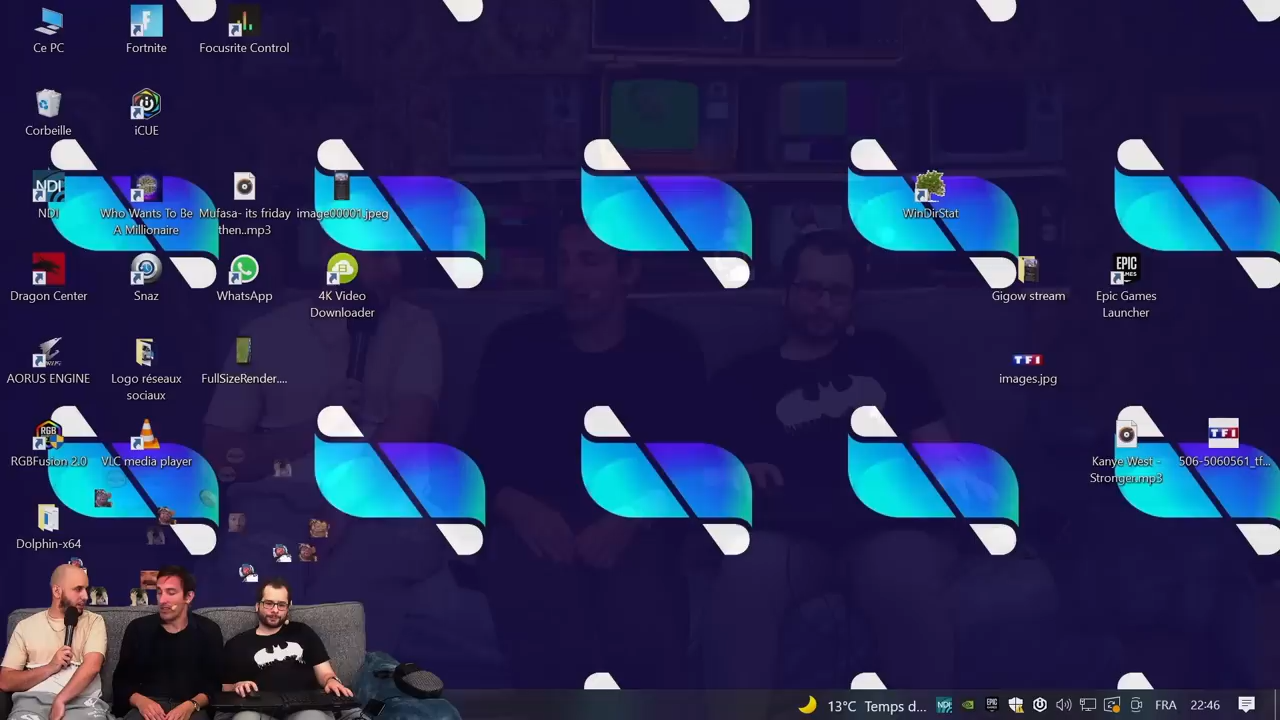 Ce PC
Fortnite
Focusrite Control
Corbeille
iCUE
NDI
NDI
Who Wants To Be
A Millionaire
Mufasa- its friday
then..mp3
image00001.jpeg
WinDirStat
Dragon Center
Snaz
WhatsApp
4K Video
Downloader
Gigow stream
EPIC
GAMES
Epic Games
Launcher
AORUS ENGINE
Logo réseaux
sociaux
FullSizeRender....
TF1
images.jpg
RGB
RGBFusion 2.0
VLC media player
Kanye West -
Stronger.mp3
TF1
506-5060561_tf...
Dolphin-x64
13°C Temps d... NDI EPIC FRA 22:46